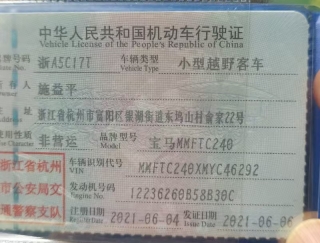 中华人民共和国机动车行驶证
Vehicle License of the People's Republic of China
浙A5C17T 车辆类型 Vehicle Type 小型越野客车
有人 施益平
浙江省杭州市富阳区银湖街道东坞山村俞家22号
非营运 品牌型号 Model 宝马MMFTC240
浙江省杭州 车辆识别代号 VIN MMFTC240XMYC46292
市公安局交 发动机号码 Engine No. 12236260B58B30C
通警察支队 注册日期 2021-06-04 发证日期 2021-06-06